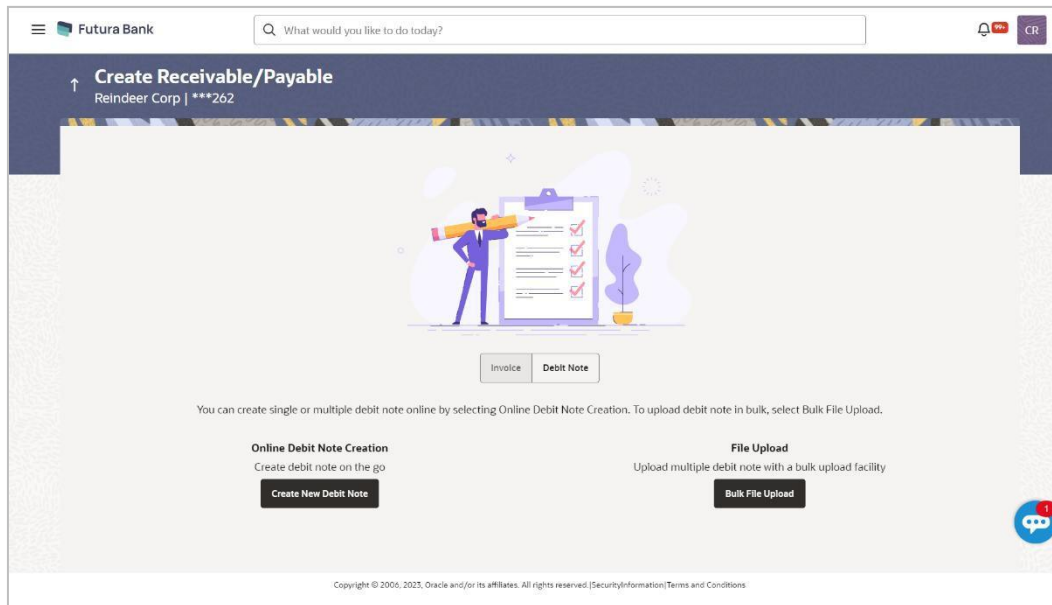 Futura Bank
What would you like to do today?
99+
CR
Create Receivable/Payable
Reindeer Corp | ***262
Invoice
Debit Note
You can create single or multiple debit note online by selecting Online Debit Note Creation. To upload debit note in bulk, select Bulk File Upload.
Online Debit Note Creation
Create debit note on the go
Create New Debit Note
File Upload
Upload multiple debit note with a bulk upload facility
Bulk File Upload
1
Copyright © 2006, 2023, Oracle and/or its affiliates. All rights reserved.|SecurityInformation|Terms and Conditions